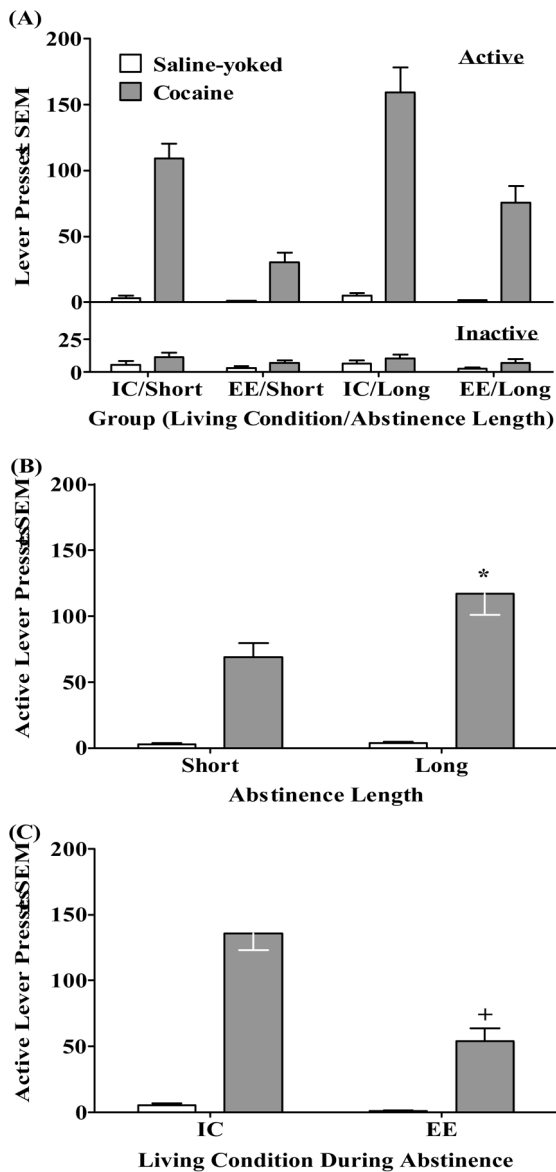 (A)
200
150
100
50
0
Lever Presses ± SEM
Saline-yoked
Cocaine
Active
25
0
Inactive
IC/Short EE/Short IC/Long EE/Long
Group (Living Condition/Abstinence Length)
(B)
200
150
100
50
0
Active Lever Presses ± SEM
*
Short Long
Abstinence Length
(C)
200
150
100
50
0
Active Lever Presses ± SEM
+
IC EE
Living Condition During Abstinence